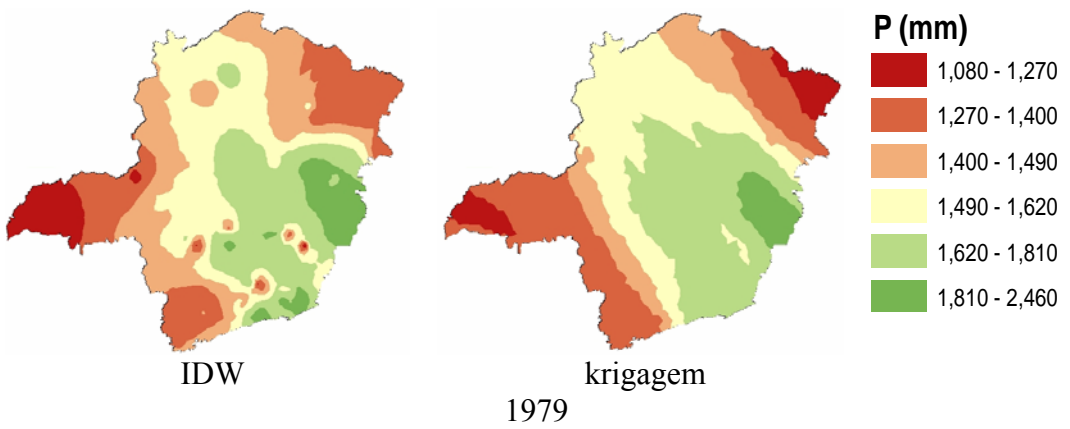 P (mm)
1,080 - 1,270
1,270 - 1,400
1,400 - 1,490
1,490 - 1,620
1,620 - 1,810
1,810 - 2,460
IDW
krigagem
1979